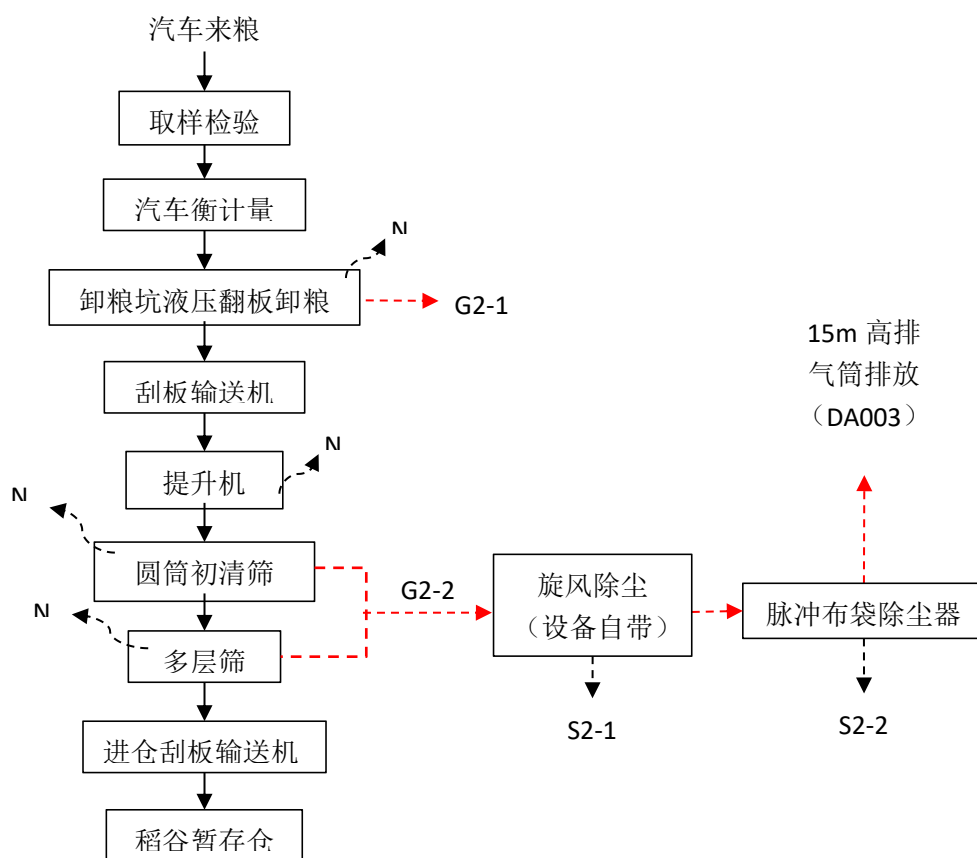 汽车来粮
取样检验
汽车衡计量
N
卸粮坑液压翻板卸粮
G2-1
15m 高排
气筒排放
（DA003）
刮板输送机
N
提升机
N
圆筒初清筛
G2-2
旋风除尘
（设备自带）
脉冲布袋除尘器
N
多层筛
S2-1
S2-2
进仓刮板输送机
稻谷暂存仓